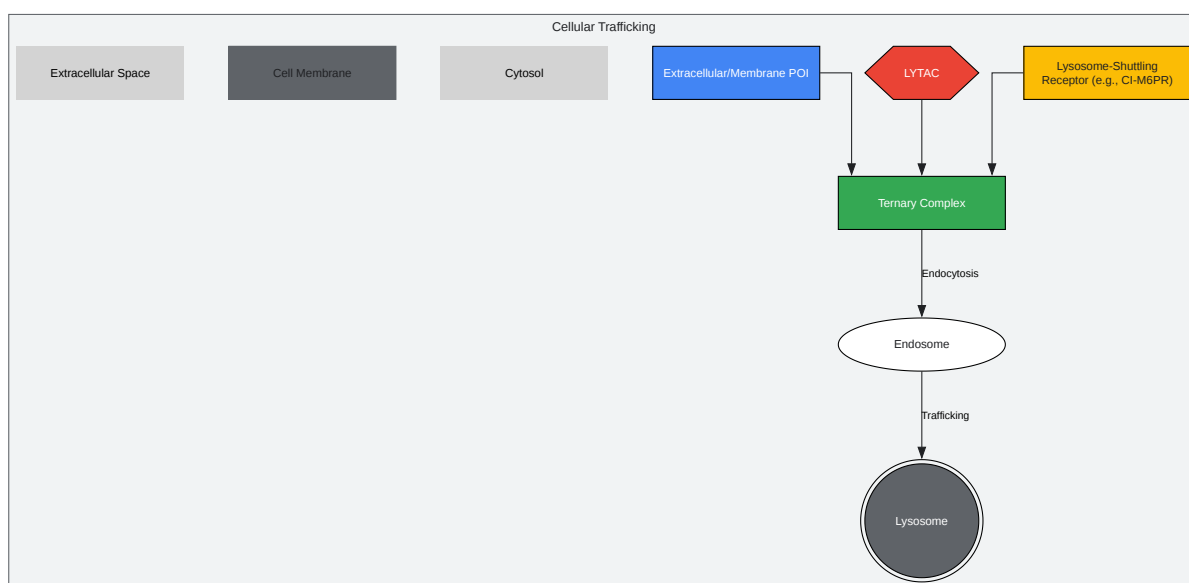 Cellular Trafficking
Extracellular Space
Cell Membrane
Cytosol
Extracellular/Membrane POI
LYTAC
Lysosome-Shuttling
Receptor (e.g., CI-M6PR)
Ternary Complex
Endocytosis
Endosome
Trafficking
Lysosome